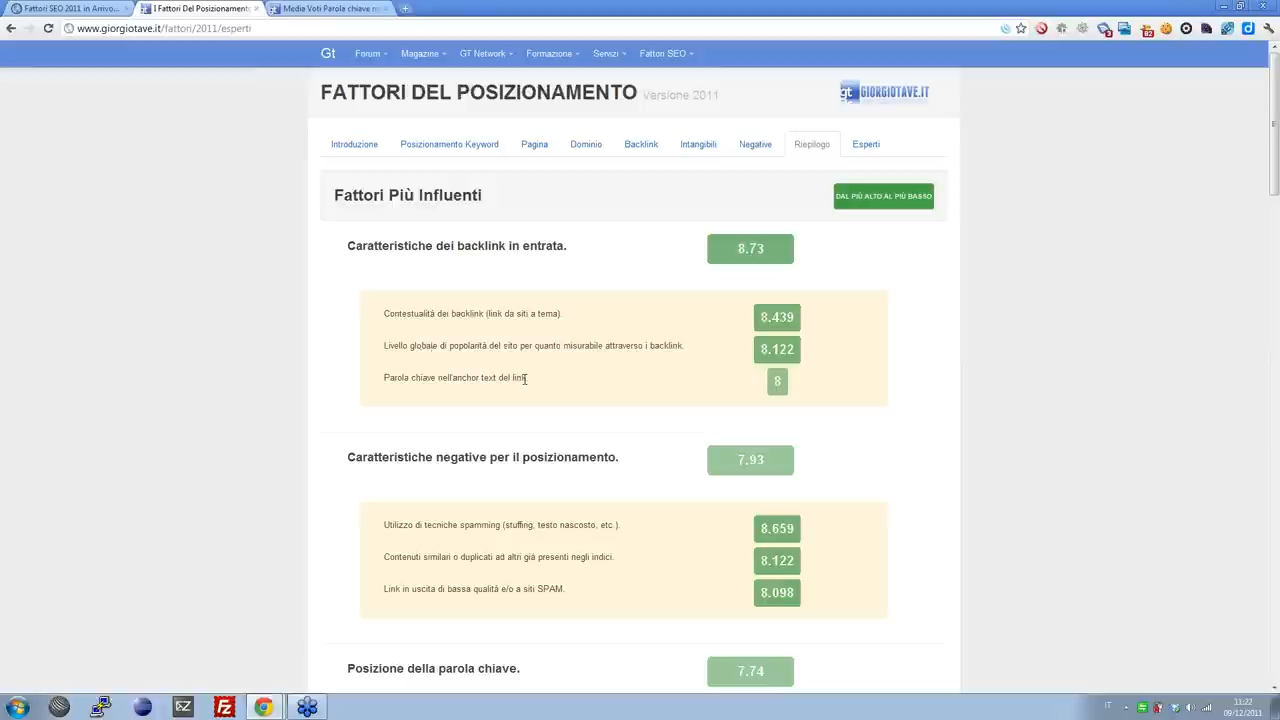 Fattori SEO 2011 in Arrivo...
I Fattori Del Posizionamento
Media Voti Parola chiave ne
www.giorgiotave.it/fattori/2011/esperti
Gt Forum Magazine GT Network Formazione Servizi Fattori SEO
FATTORI DEL POSIZIONAMENTO Versione 2011
gt GIORGIOTAVE.IT
Introduzione Posizionamento Keyword Pagina Dominio Backlink Intangibili Negative Riepilogo Esperti
Fattori Più Influenti
DAL PIÙ ALTO AL PIÙ BASSO
Caratteristiche dei backlink in entrata. 8.73
Contestualità dei backlink (link da siti a tema). 8.439
Livello globale di popolarità del sito per quanto misurabile attraverso i backlink. 8.122
Parola chiave nell'anchor text del link 8
Caratteristiche negative per il posizionamento. 7.93
Utilizzo di tecniche spamming (stuffing, testo nascosto, etc.). 8.659
Contenuti similari o duplicati ad altri già presenti negli indici. 8.122
Link in uscita di bassa qualità e/o a siti SPAM. 8.098
Posizione della parola chiave. 7.74
IT
11:22
09/12/2011